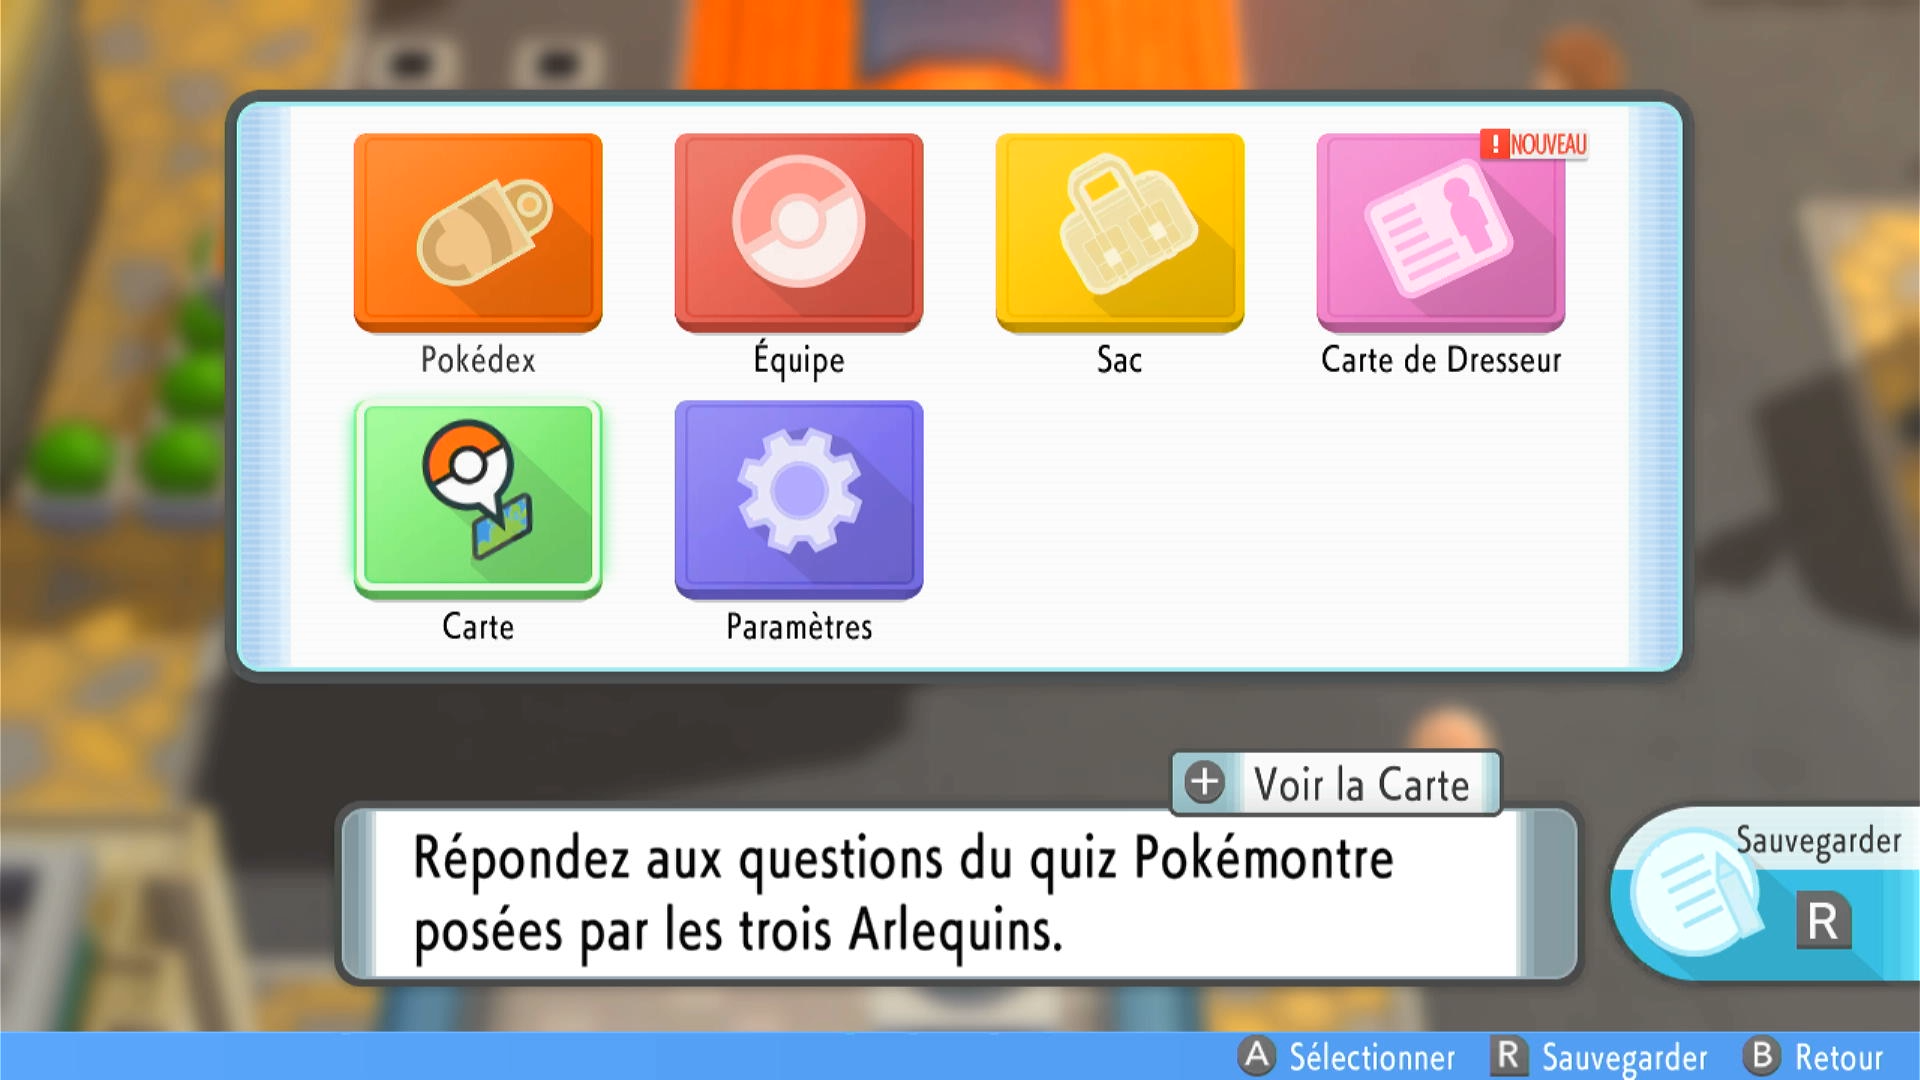 ! NOUVEAU
Pokédex
Équipe
Sac
Carte de Dresseur
Carte
Paramètres
+ Voir la Carte
Répondez aux questions du quiz Pokémontre
posées par les trois Arlequins.
Sauvegarder
R
A Sélectionner R Sauvegarder B Retour